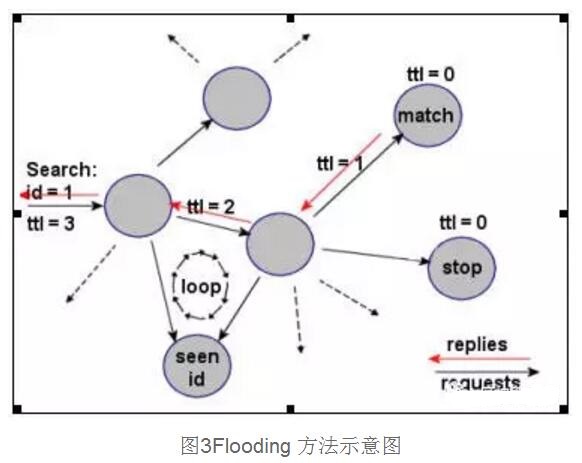 ttl = 0
match
ttl = 1
Search:
id = 1
ttl = 3
ttl = 2
ttl = 0
stop
loop
seen
id
replies
requests
图3Flooding 方法示意图